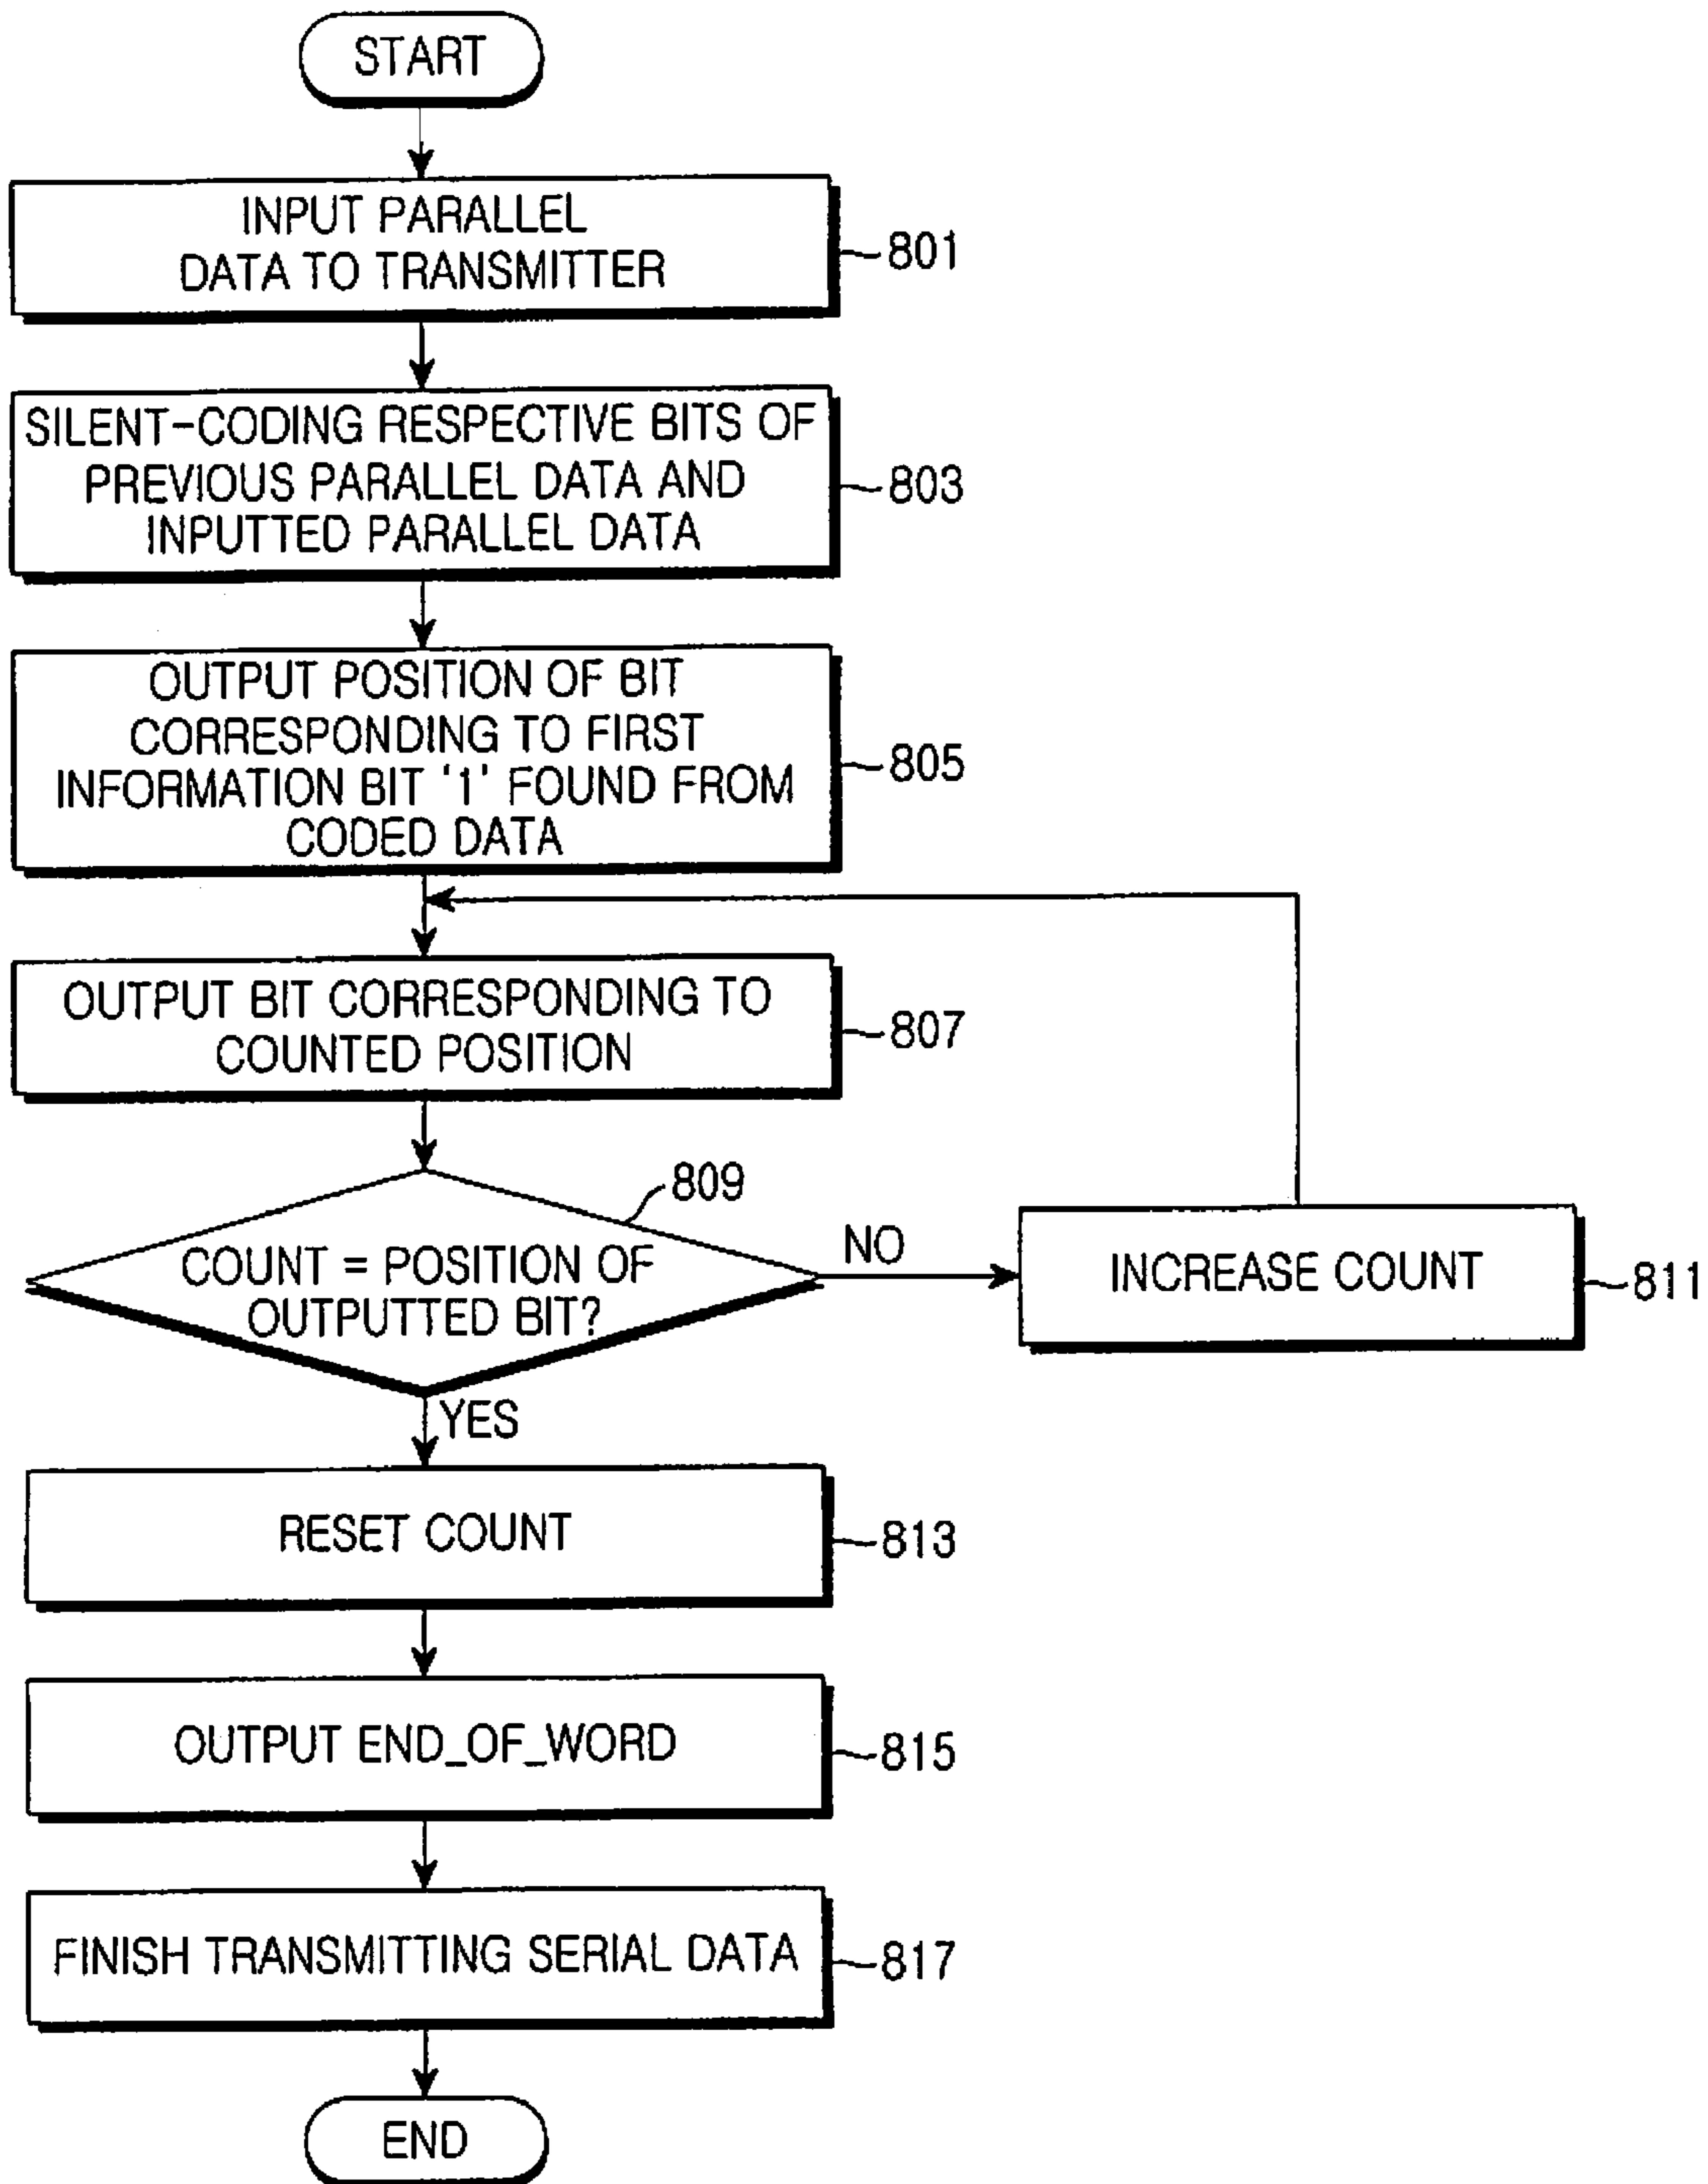 START
INPUT PARALLEL
DATA TO TRANSMITTER
801
SILENT-CODING RESPECTIVE BITS OF
PREVIOUS PARALLEL DATA AND
INPUTTED PARALLEL DATA
803
OUTPUT POSITION OF BIT
CORRESPONDING TO FIRST
INFORMATION BIT '1' FOUND FROM
CODED DATA
805
OUTPUT BIT CORRESPONDING TO
COUNTED POSITION
807
809
COUNT = POSITION OF
OUTPUTTED BIT?
NO
INCREASE COUNT
811
YES
RESET COUNT
813
OUTPUT END_OF_WORD
815
FINISH TRANSMITTING SERIAL DATA
817
END